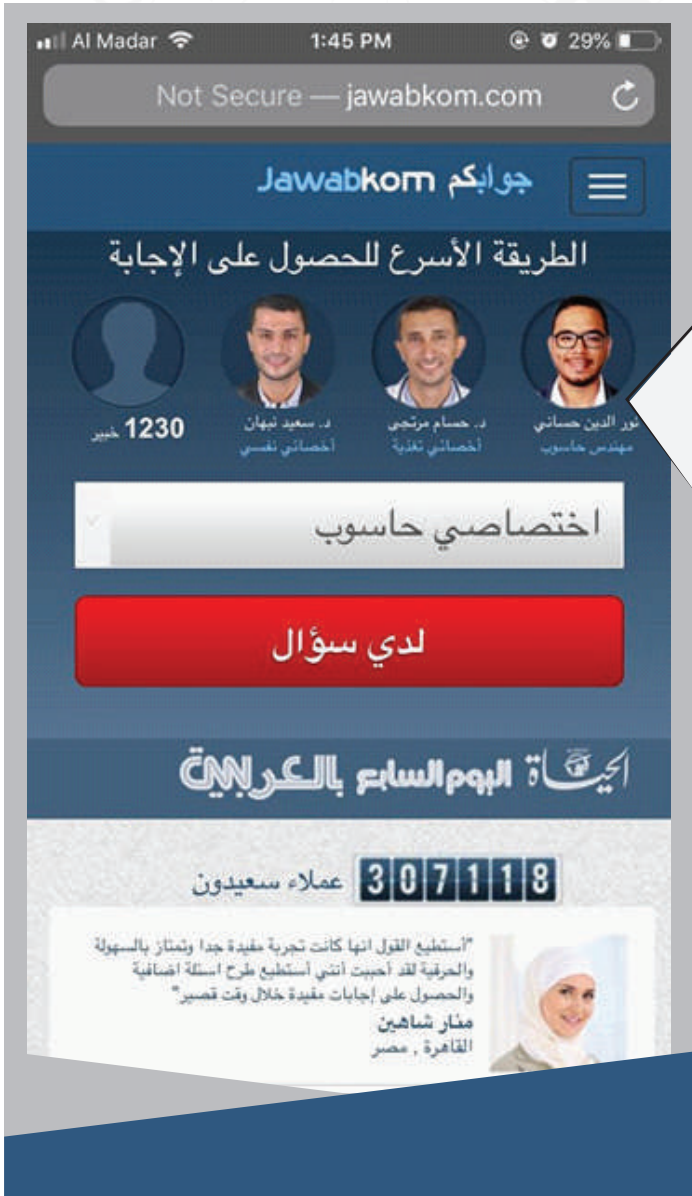 Al Madar 1:45 PM 29%
Not Secure — jawabkom.com
جوابكم Jawabkom
الطريقة الأسرع للحصول على الإجابة
نور الدين حساني
مهندس حاسوب
د. حسام مرتجى
أخصائي تغذية
د. سعيد نبهان
أخصائي نفسي
1230 خبير
اختصاصي حاسوب
لدي سؤال
الحياة اليوم السابع بالعربية
307118 عملاء سعيدون
"أستطيع القول انها كانت تجربة مفيدة جدا وتمتاز بالسهولة
والحرفية لقد أحببت أنني أستطيع طرح اسئلة اضافية
والحصول على إجابات مفيدة خلال وقت قصير"
منار شاهين
القاهرة , مصر